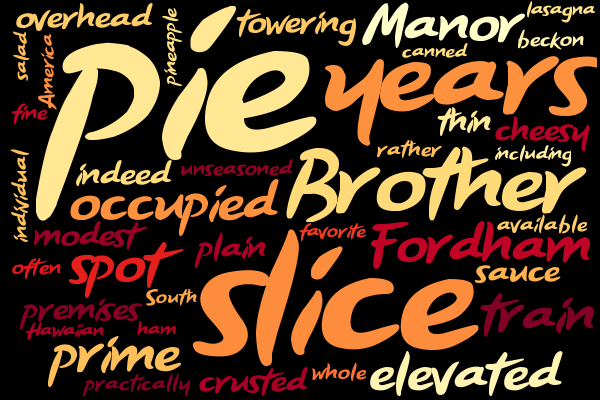 overhead
pineapple
towering
Manor
lasagna
beckon
salad
America
pie
canned
years
fine
thin
cheesy
rather
including
individual
indeed
unseasoned
Brother
occupied
available
modest
plain
favorite
Fordham
often
spot
slice
sauce
South
premises
train
Hawaiian
ham
prime
practically
crusted
whole
elevated